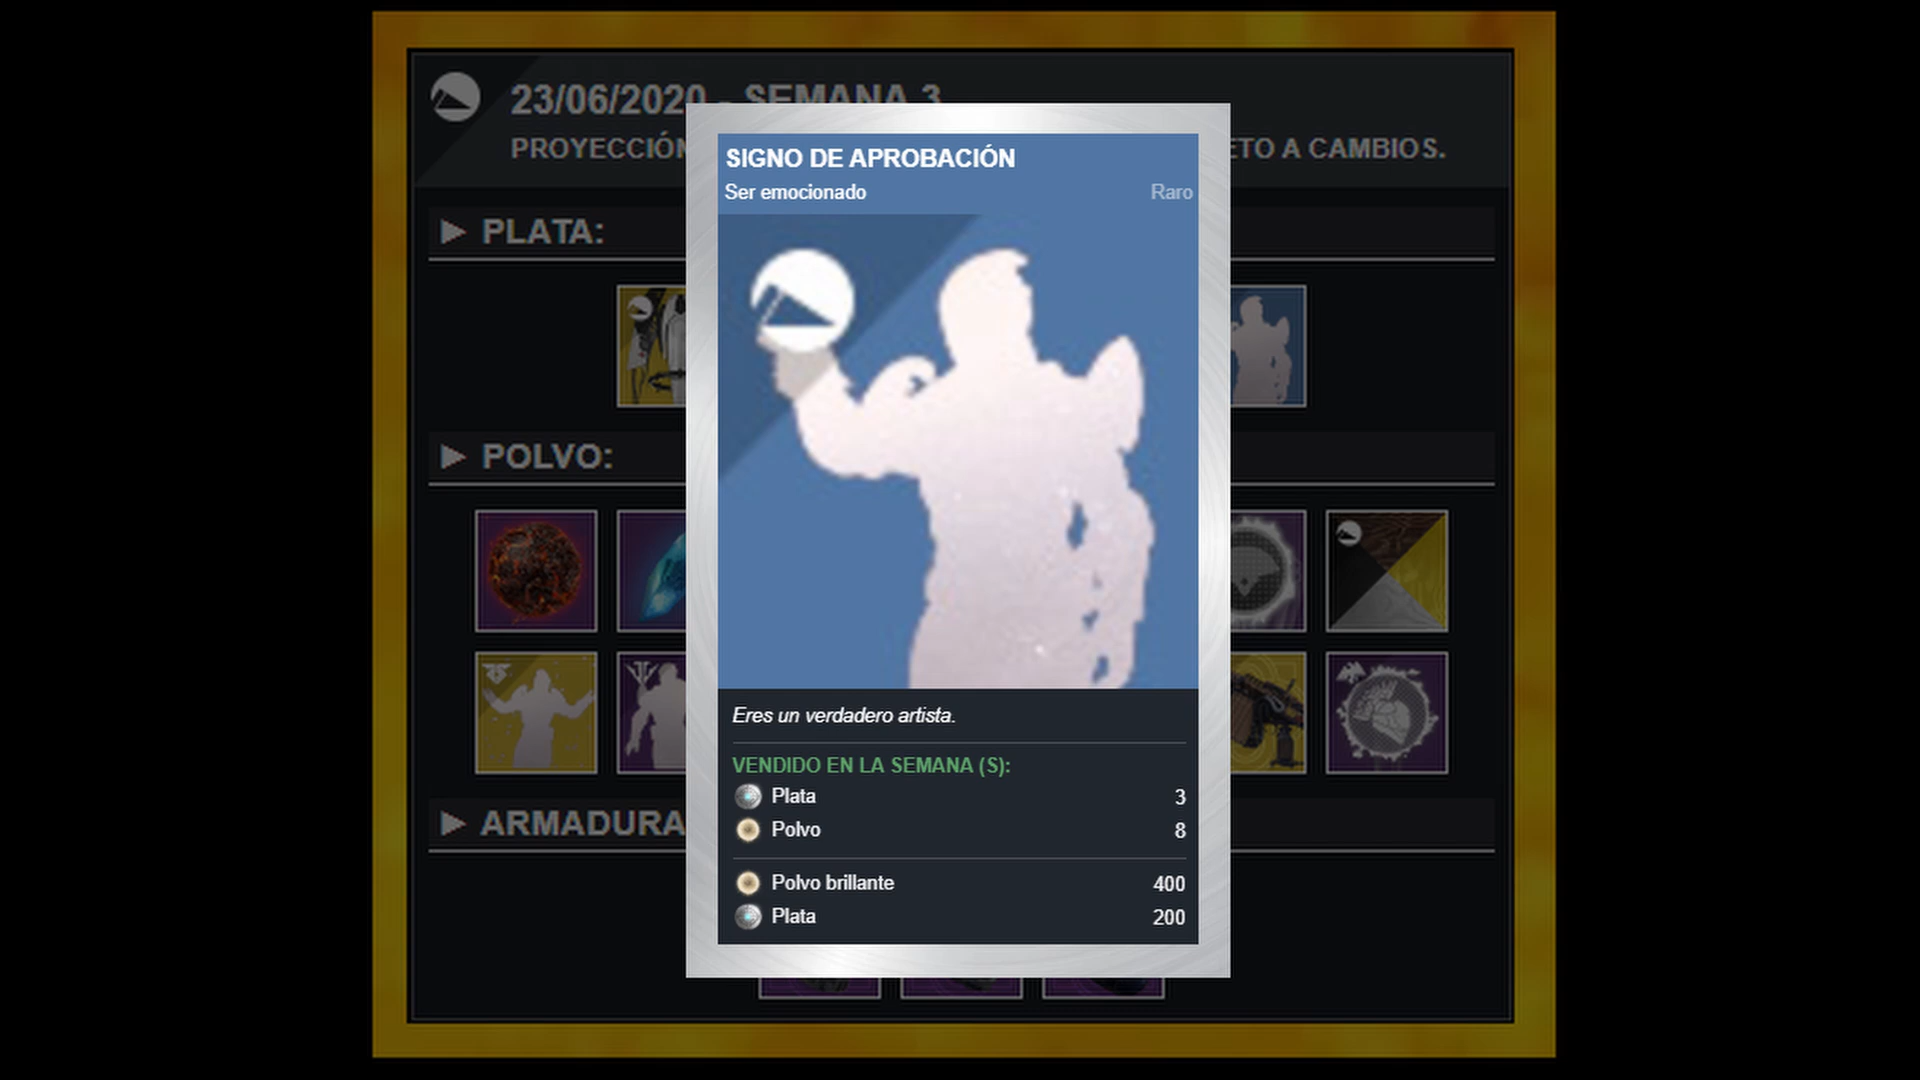 23/06/2020 - SEMANA 3
PROYECCIÓN
ETO A CAMBIOS.
SIGNO DE APROBACIÓN
Ser emocionado
Raro
PLATA:
POLVO:
ARMADURA
Eres un verdadero artista.
VENDIDO EN LA SEMANA (S):
Plata 3
Polvo 8
Polvo brillante 400
Plata 200